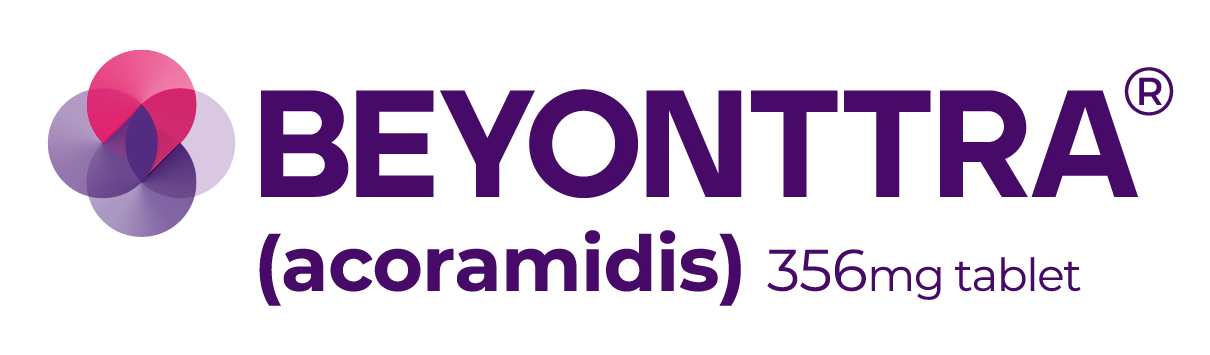 BEYONTTRA®
(acoramidis) 356mg tablet